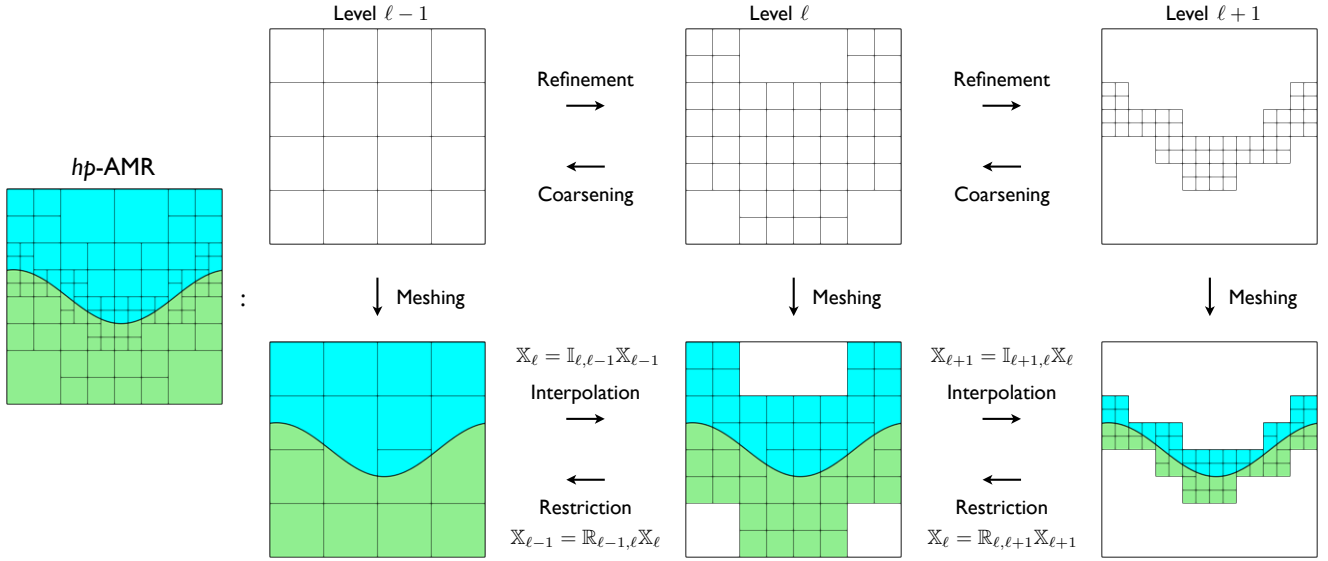 Level ℓ − 1
Level ℓ
Level ℓ + 1
Refinement
Refinement
Coarsening
Coarsening
hp-AMR
:
Meshing
Meshing
Meshing
𝕏ℓ = 𝕀ℓ,ℓ−1𝕏ℓ−1
𝕏ℓ+1 = 𝕀ℓ+1,ℓ𝕏ℓ
Interpolation
Interpolation
Restriction
Restriction
𝕏ℓ−1 = ℝℓ−1,ℓ𝕏ℓ
𝕏ℓ = ℝℓ,ℓ+1𝕏ℓ+1